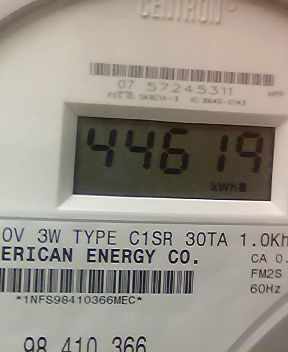 CENTRON
07 57245311
HPP
44619
kWh
0V 3W TYPE C1SR 30TA 1.0Kh
ERICAN ENERGY CO.
CA 0.
FM2S
60Hz
*1NFS98410366MEC*
98 410 366